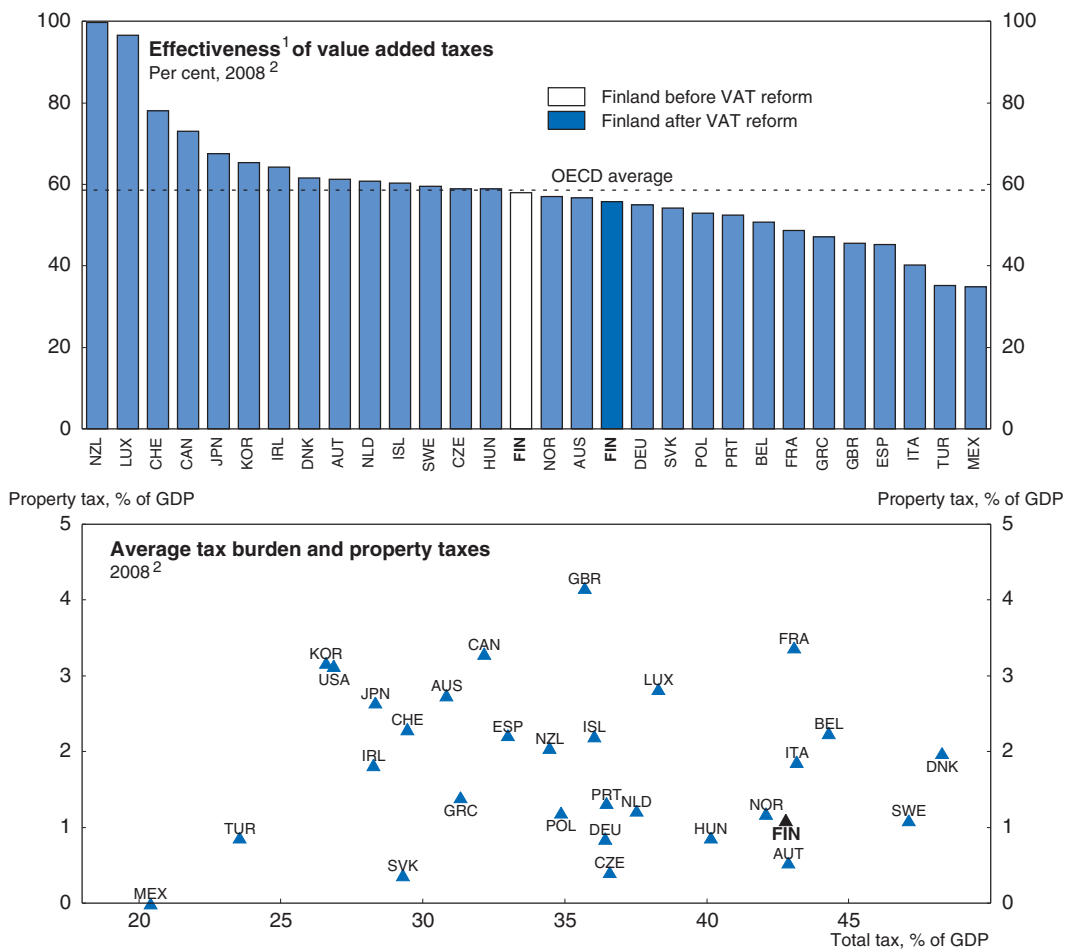 Effectiveness1 of value added taxes
Per cent, 2008 2
Finland before VAT reform
Finland after VAT reform
OECD average
100 100
80 80
60 60
40 40
20 20
0 0
NZL LUX CHE CAN JPN KOR IRL DNK AUT NLD ISL SWE CZE HUN FIN NOR AUS FIN DEU SVK POL PRT BEL FRA GRC GBR ESP ITA TUR MEX
Property tax, % of GDP Property tax, % of GDP
Average tax burden and property taxes
2008 2
5 5
4 4
3 3
2 2
1 1
0 0
GBR
FRA
CAN
KOR
USA
LUX
AUS
JPN
CHE
ESP
ISL
BEL
NZL
ITA
IRL
DNK
GRC
PRT
NLD
POL
NOR
SWE
FIN
TUR
DEU
HUN
AUT
SVK
CZE
MEX
20 25 30 35 40 45
Total tax, % of GDP